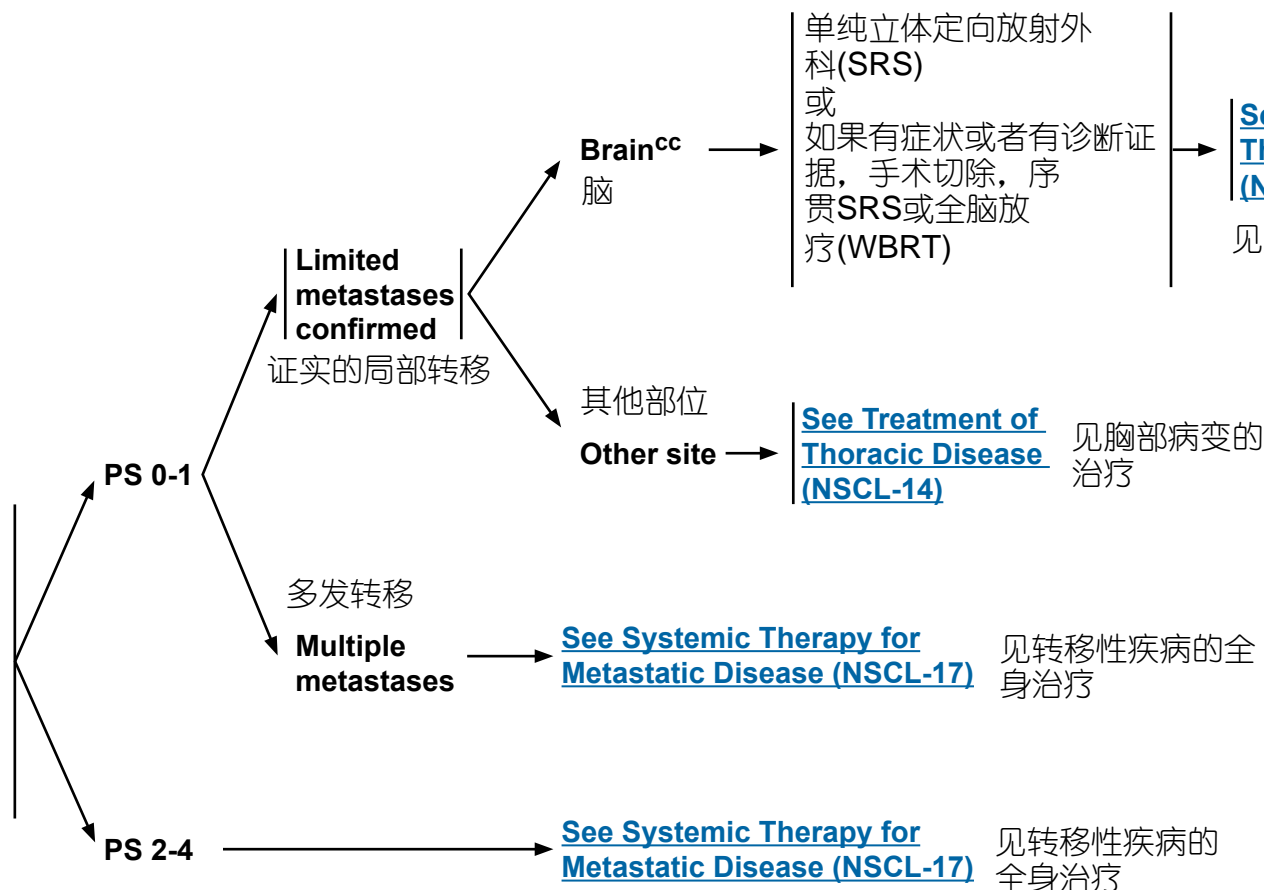 单纯立体定向放射外
科(SRS)
或
如果有症状或者有诊断证
据，手术切除，序
贯SRS或全脑放
疗(WBRT)
Braincc
脑
见
Limited
metastases
confirmed
证实的局部转移
其他部位
Other site
See Treatment of
Thoracic Disease
(NSCL-14)
见胸部病变的
治疗
PS 0-1
多发转移
Multiple
metastases
See Systemic Therapy for
Metastatic Disease (NSCL-17)
见转移性疾病的全
身治疗
PS 2-4
See Systemic Therapy for
Metastatic Disease (NSCL-17)
见转移性疾病的
全身治疗